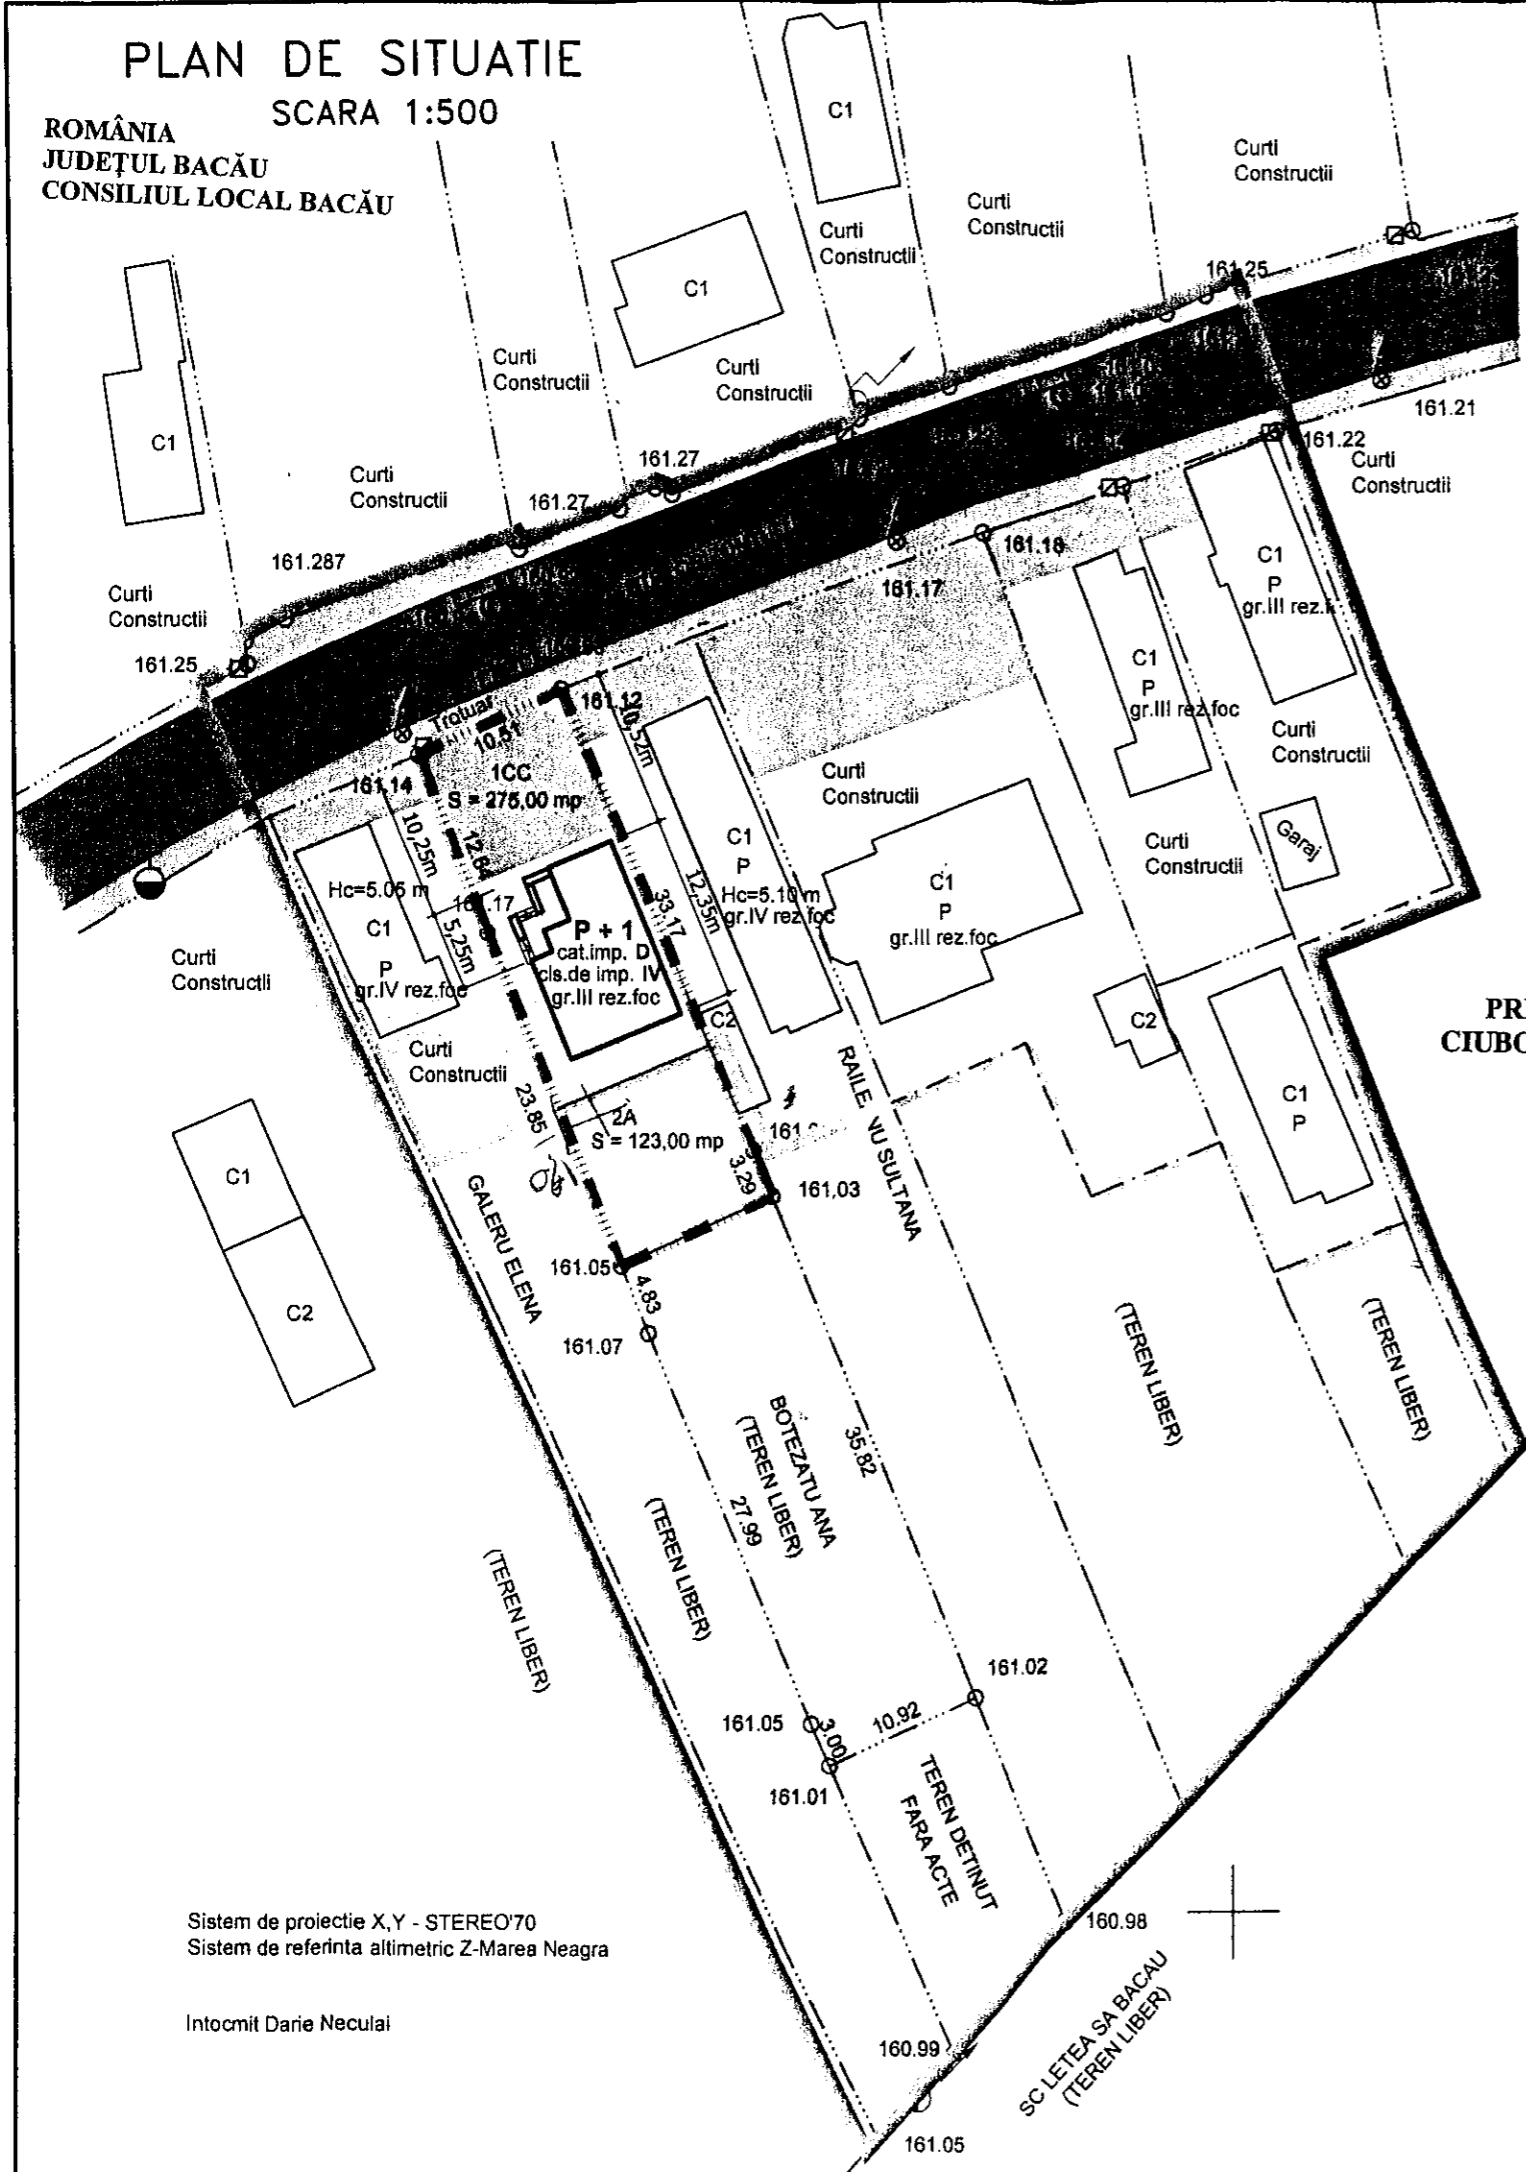 PLAN DE SITUATIE
SCARA 1:500
ROMÂNIA
JUDEȚUL BACĂU
CONSILIUL LOCAL BACĂU
C1
Curti
Constructii
Curti
Constructii
Curti
Constructii
C1
161.25
Curti
Constructii
Curti
Constructii
C1
161.21
161.22
Curti
Constructii
161.27
161.27
Curti
Constructii
161.287
161.18
161.17
C1
P
gr.III rez.
Curti
Constructii
161.25
C1
P
gr.III rez.foc
Curti
Constructii
Trotuar
10.51
161.12
10,52m
161.14
1CC
S = 275,00 mp
Curti
Constructii
10,25m
12.64
C1
P
Hc=5.10 m
gr.IV rez.foc
Garaj
Curti
Constructii
Hc=5.05 m
C1
P
gr.IV rez.foc
.17
5,25m
P + 1
cat.imp. D
cls.de imp. IV
gr.III rez.foc
33.17
12,35m
C1
P
gr.III rez.foc
Curti
Constructii
C2
C2
PR
CIUBO
Curti
Constructii
23.85
2A
S = 123,00 mp
3.29
161,03
C1
P
C1
C2
GALERU ELENA
SULTANA
161.05
4.83
161.07
(TEREN LIBER)
(TEREN LIBER)
BOTEZATU ANA
(TEREN LIBER)
35.82
27.99
(TEREN LIBER)
(TEREN LIBER)
161.02
161.05
3.00
10.92
161.01
TEREN DETINUT
FARA ACTE
160.98
Sistem de proiectie X,Y - STEREO'70
Sistem de referinta altimetric Z-Marea Neagra
Intocmit Darie Neculai
160.99
SC LETEA SA BACAU
(TEREN LIBER)
161.05